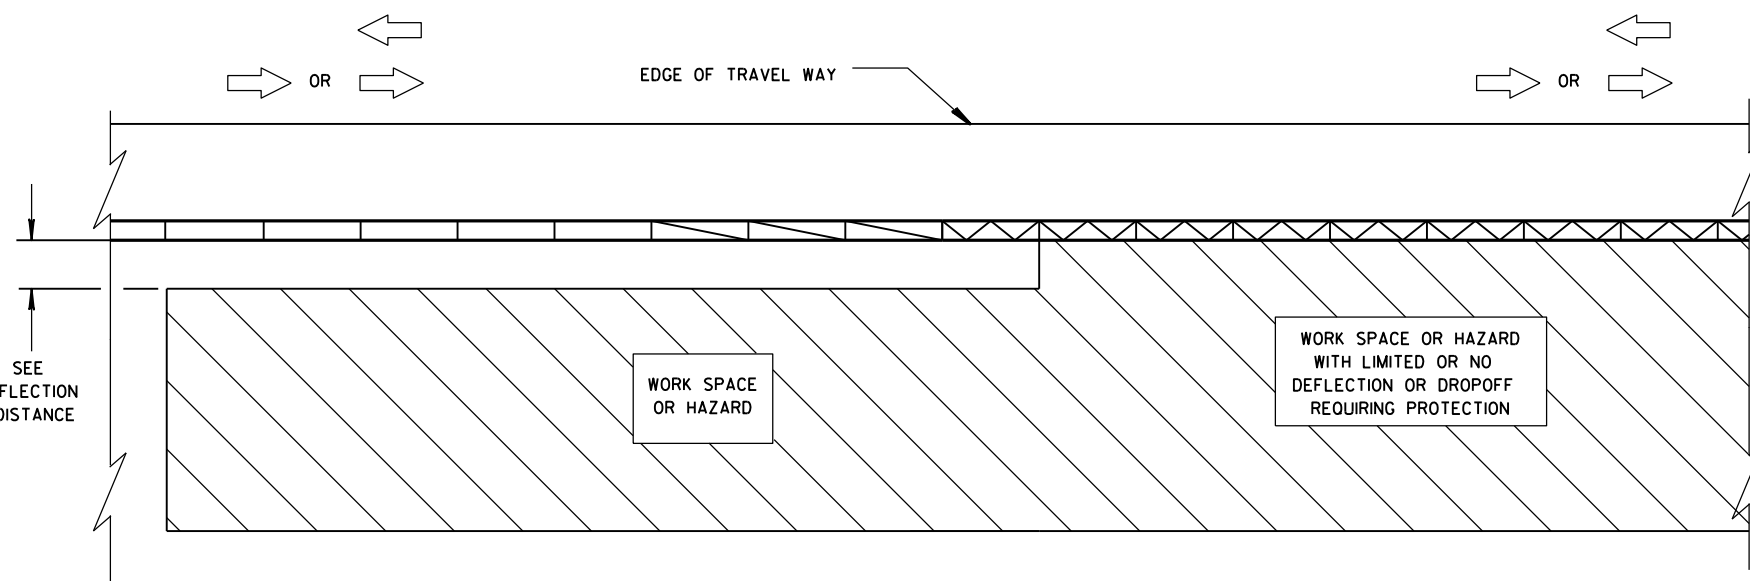 OR
EDGE OF TRAVEL WAY
OR
SEE
FLECTION
DISTANCE
WORK SPACE
OR HAZARD
WORK SPACE OR HAZARD
WITH LIMITED OR NO
DEFLECTION OR DROPOFF
REQUIRING PROTECTION